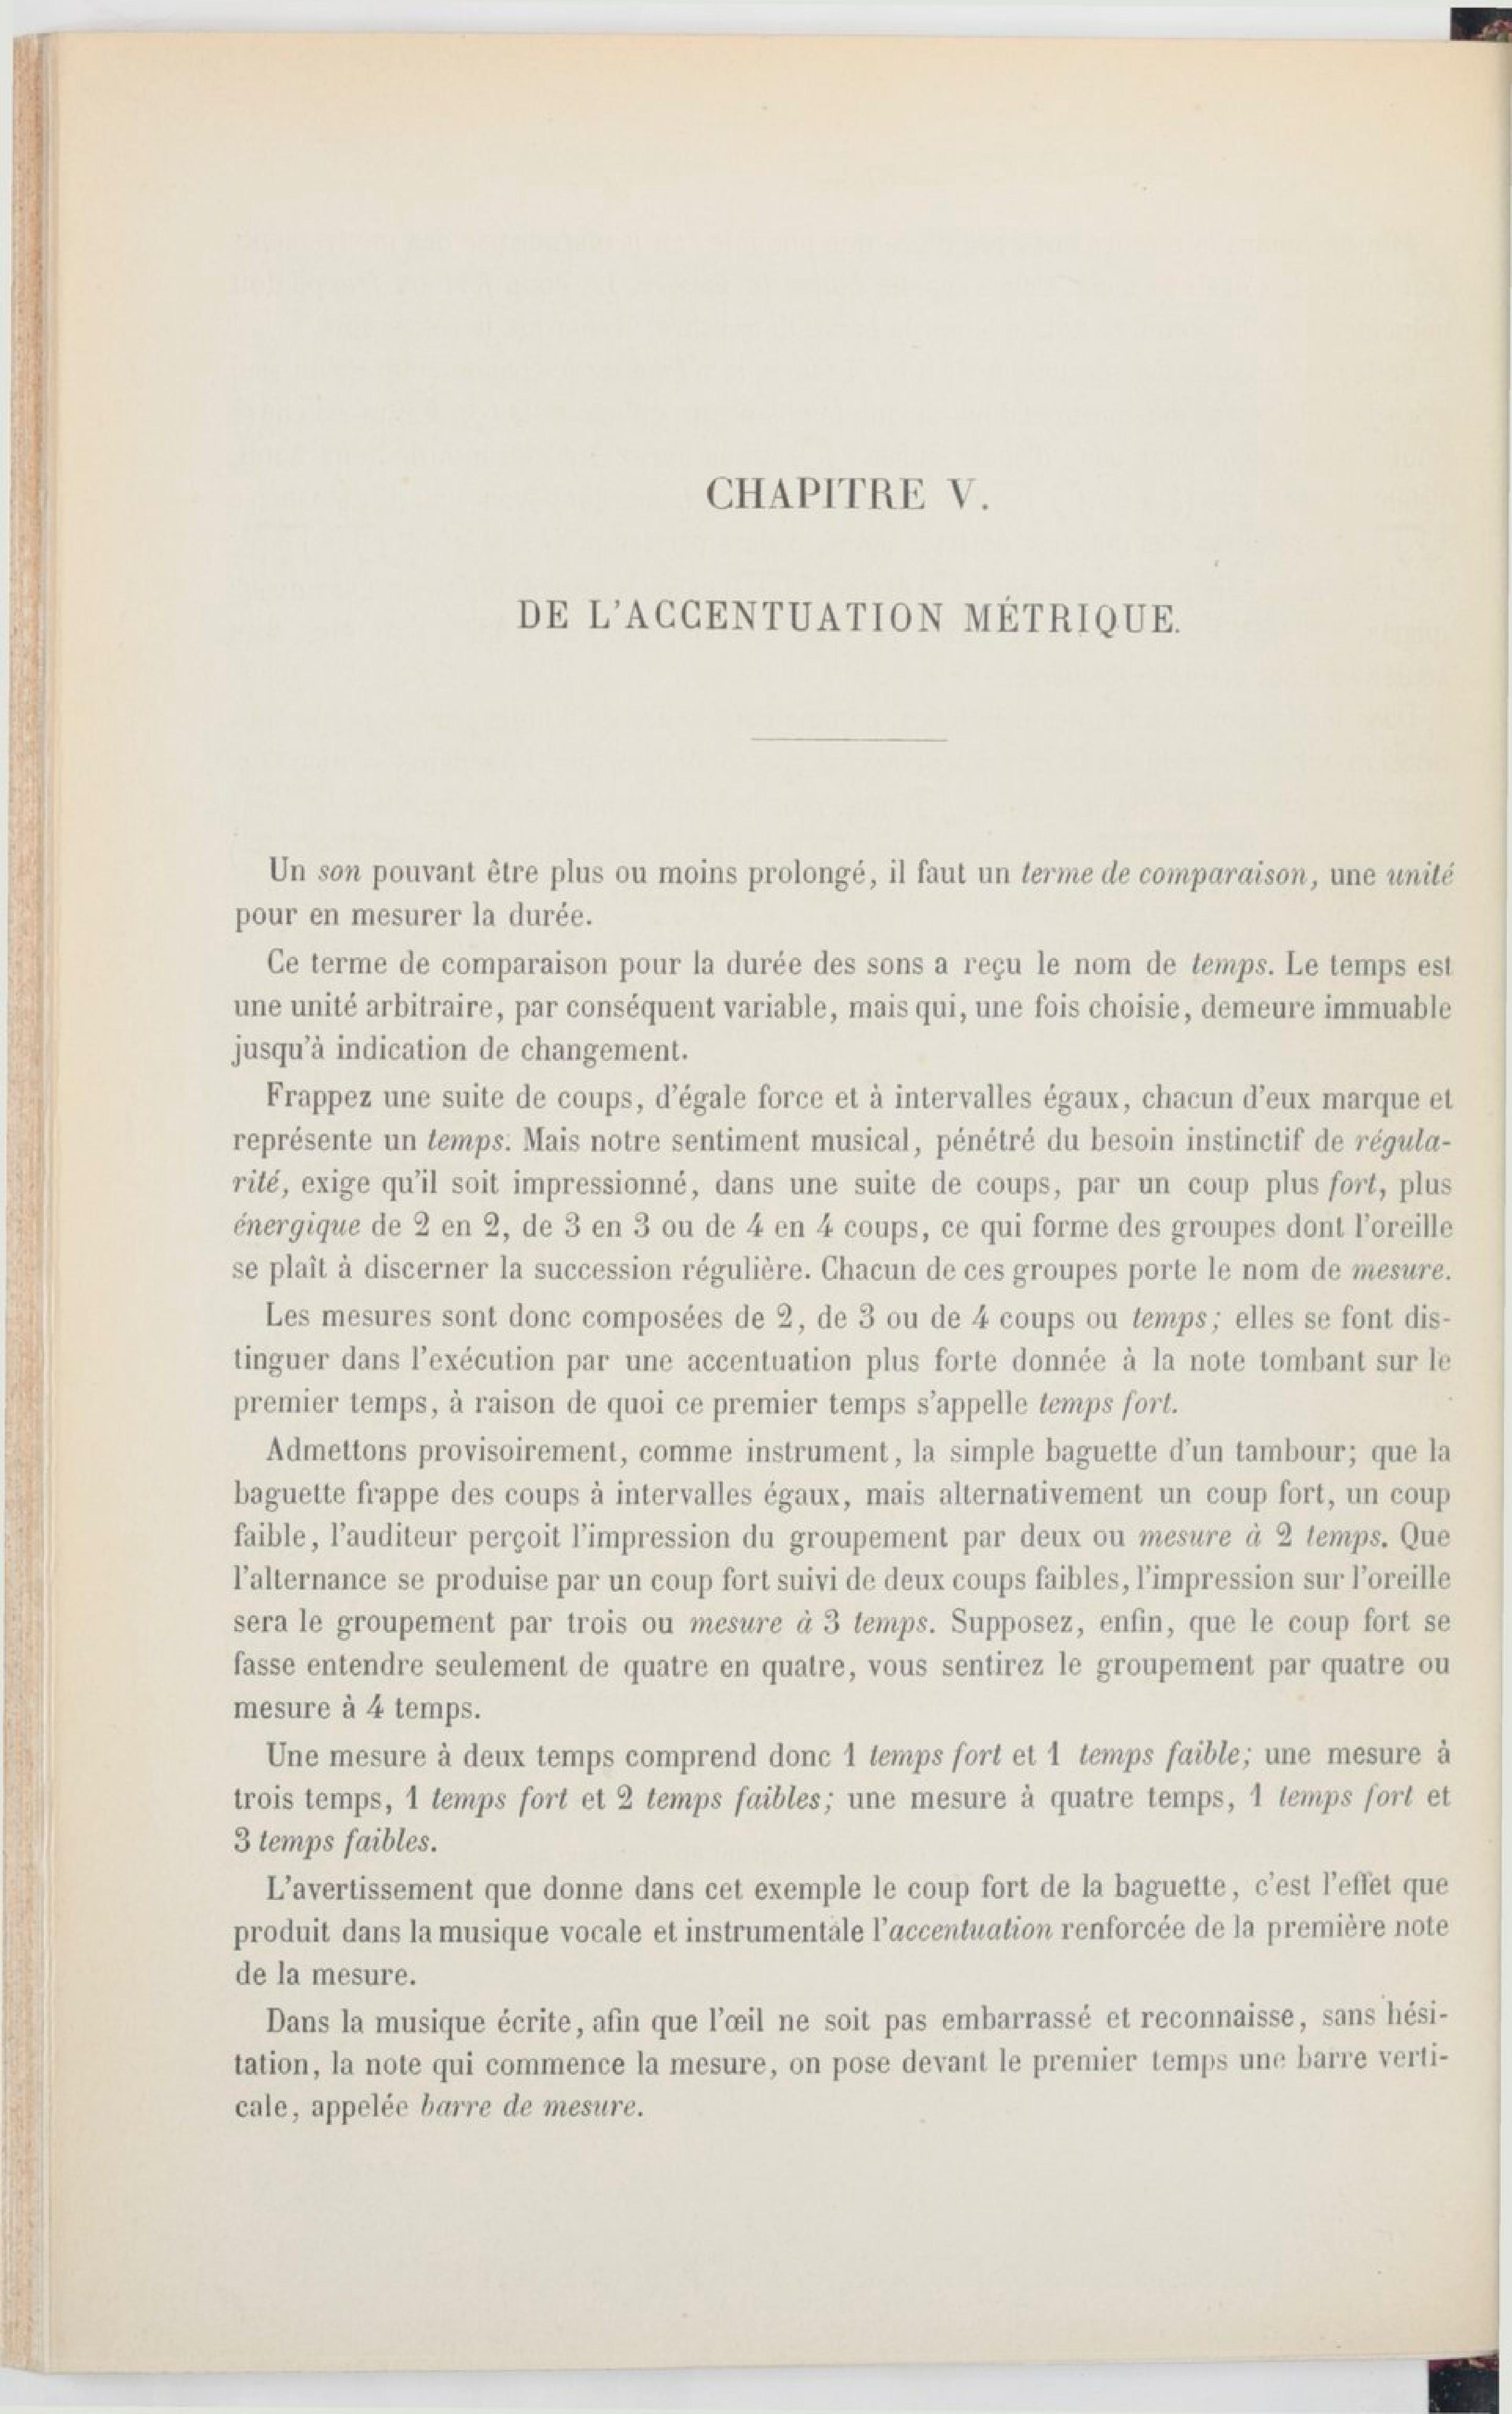 CHAPITRE V.
DE L'ACCENTUATION MÉTRIQUE.
Un son pouvant être plus ou moins prolongé, il faut un terme de comparaison, une unité
pour en mesurer la durée.
Ce terme de comparaison pour la durée des sons a reçu le nom de temps. Le temps est
une unité arbitraire, par conséquent variable, mais qui, une fois choisie, demeure immuable
jusqu'à indication de changement.
Frappez une suite de coups, d'égale force et à intervalles égaux, chacun d'eux marque et
représente un temps. Mais notre sentiment musical, pénétré du besoin instinctif de régula-
rité, exige qu'il soit impressionné, dans une suite de coups, par un coup plus fort, plus
énergique de 2 en 2, de 3 en 3 ou de 4 en 4 coups, ce qui forme des groupes dont l'oreille
se plaît à discerner la succession régulière. Chacun de ces groupes porte le nom de mesure.
Les mesures sont donc composées de 2, de 3 ou de 4 coups ou temps; elles se font dis-
tinguer dans l'exécution par une accentuation plus forte donnée à la note tombant sur le
premier temps, à raison de quoi ce premier temps s'appelle temps fort.
Admettons provisoirement, comme instrument, la simple baguette d'un tambour; que la
baguette frappe des coups à intervalles égaux, mais alternativement un coup fort, un coup
faible, l'auditeur perçoit l'impression du groupement par deux ou mesure à 2 temps. Que
l'alternance se produise par un coup fort suivi de deux coups faibles, l'impression sur l'oreille
sera le groupement par trois ou mesure à 3 temps. Supposez, enfin, que le coup fort se
fasse entendre seulement de quatre en quatre, vous sentirez le groupement par quatre ou
mesure à 4 temps.
Une mesure à deux temps comprend donc 1 temps fort et 1 temps faible; une mesure à
trois temps, 1 temps fort et 2 temps faibles; une mesure à quatre temps, 1 temps fort et
3 temps faibles.
L'avertissement que donne dans cet exemple le coup fort de la baguette, c'est l'effet que
produit dans la musique vocale et instrumentale l'accentuation renforcée de la première note
de la mesure.
Dans la musique écrite, afin que l'œil ne soit pas embarrassé et reconnaisse, sans hési-
tation, la note qui commence la mesure, on pose devant le premier temps une barre verti-
cale, appelée barre de mesure.